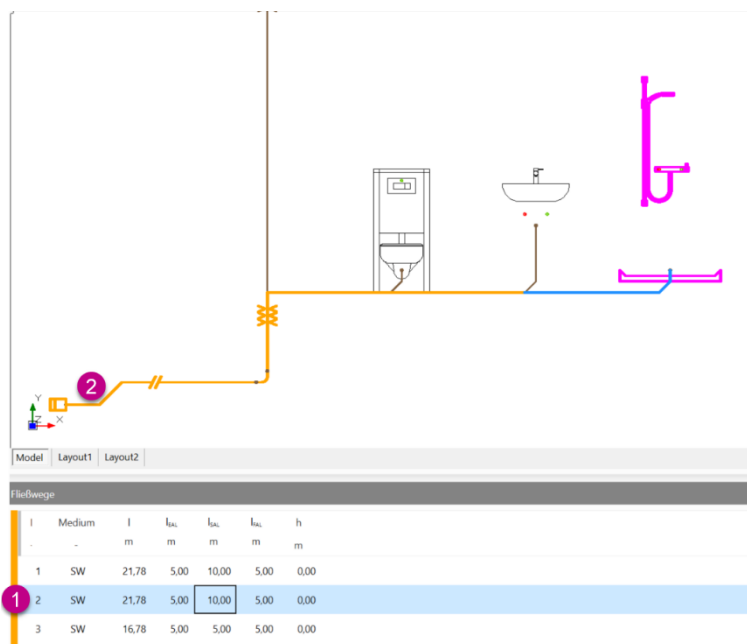 2
Y
Z X
Model Layout1 Layout2
Fließwege
I Medium l lEAL lSAL lFAL h
. - m m m m m
1 SW 21,78 5,00 10,00 5,00 0,00
1 2 SW 21,78 5,00 10,00 5,00 0,00
3 SW 16,78 5,00 5,00 5,00 0,00